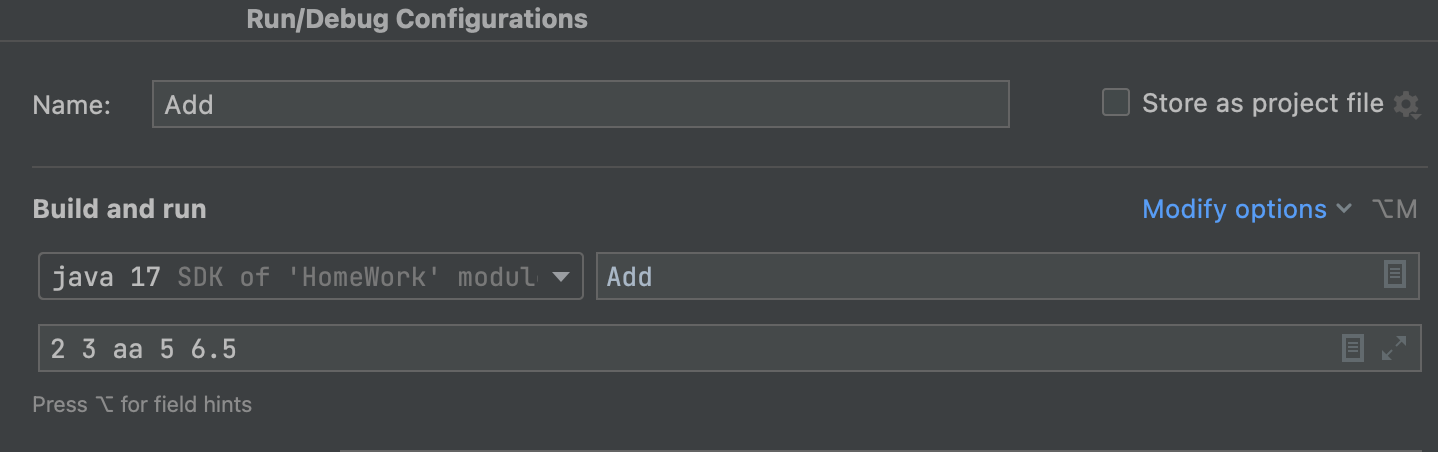 Run/Debug Configurations
Name: Add Store as project file
Build and run Modify options ⌥M
java 17 SDK of 'HomeWork' modul Add
2 3 aa 5 6.5
Press ⌥ for field hints